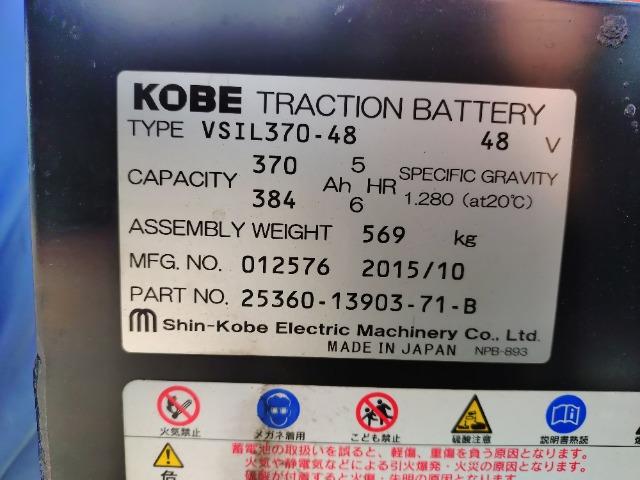 KOBE TRACTION BATTERY
TYPE VSIL370-48 48 V
CAPACITY 370 384 Ah 5 6 HR SPECIFIC GRAVITY 1.280 (at20℃)
ASSEMBLY WEIGHT 569 kg
MFG. NO. 012576 2015/10
PART NO. 25360-13903-71-B
Shin-Kobe Electric Machinery Co., Ltd.
MADE IN JAPAN NPB-893
火気禁止 メガネ着用 こども禁止 硫酸注意 説明書熟読
蓄電池の取扱いを誤ると、軽傷、重傷を負う原因となります。
火気や静電気などによる引火爆発・火災の原因となります。
危